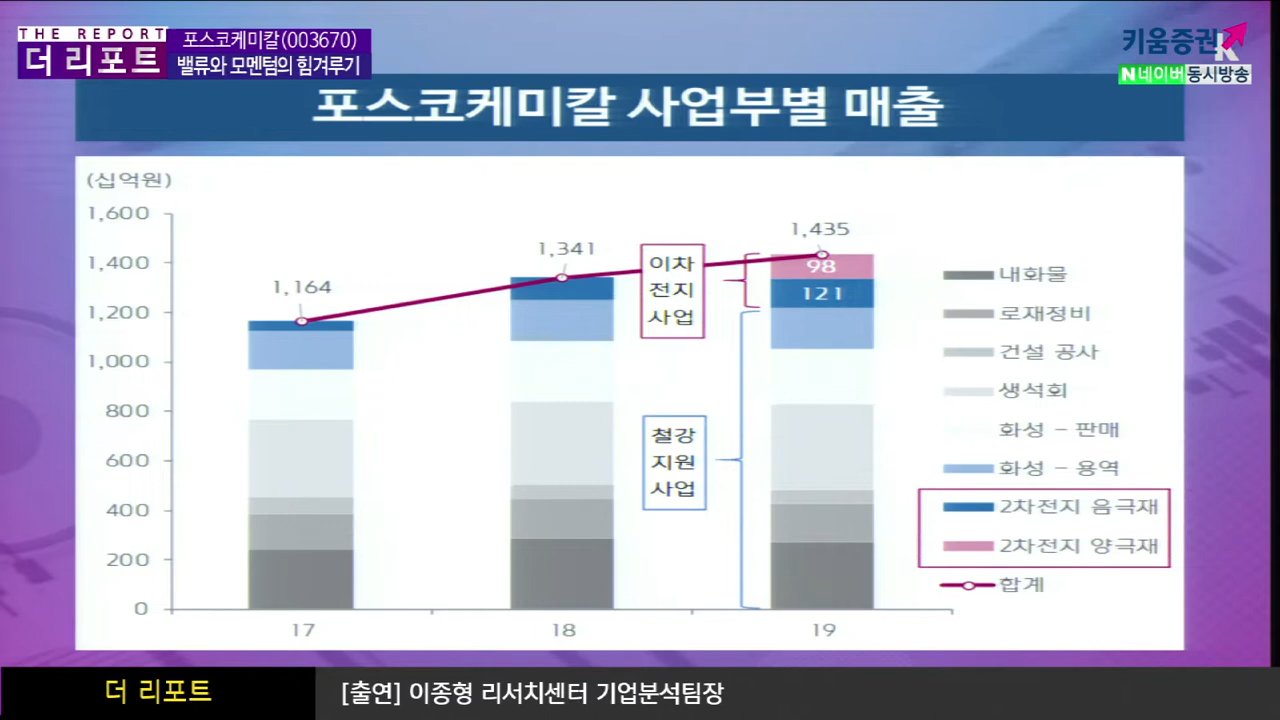 THE REPORT
더 리포트
포스코케미칼(003670)
밸류와 모멘텀의 힘겨루기
키움증권
K
N 네이버 동시방송
포스코케미칼 사업부별 매출
(십억원)
1,600
1,400
1,200
1,000
800
600
400
200
0
1,164
1,341
1,435
98
121
이차
전지
사업
철강
지원
사업
17
18
19
내화물
로재정비
건설 공사
생석회
화성 - 판매
화성 - 용역
2차전지 음극재
2차전지 양극재
합계
더 리포트
[출연] 이종형 리서치센터 기업분석팀장